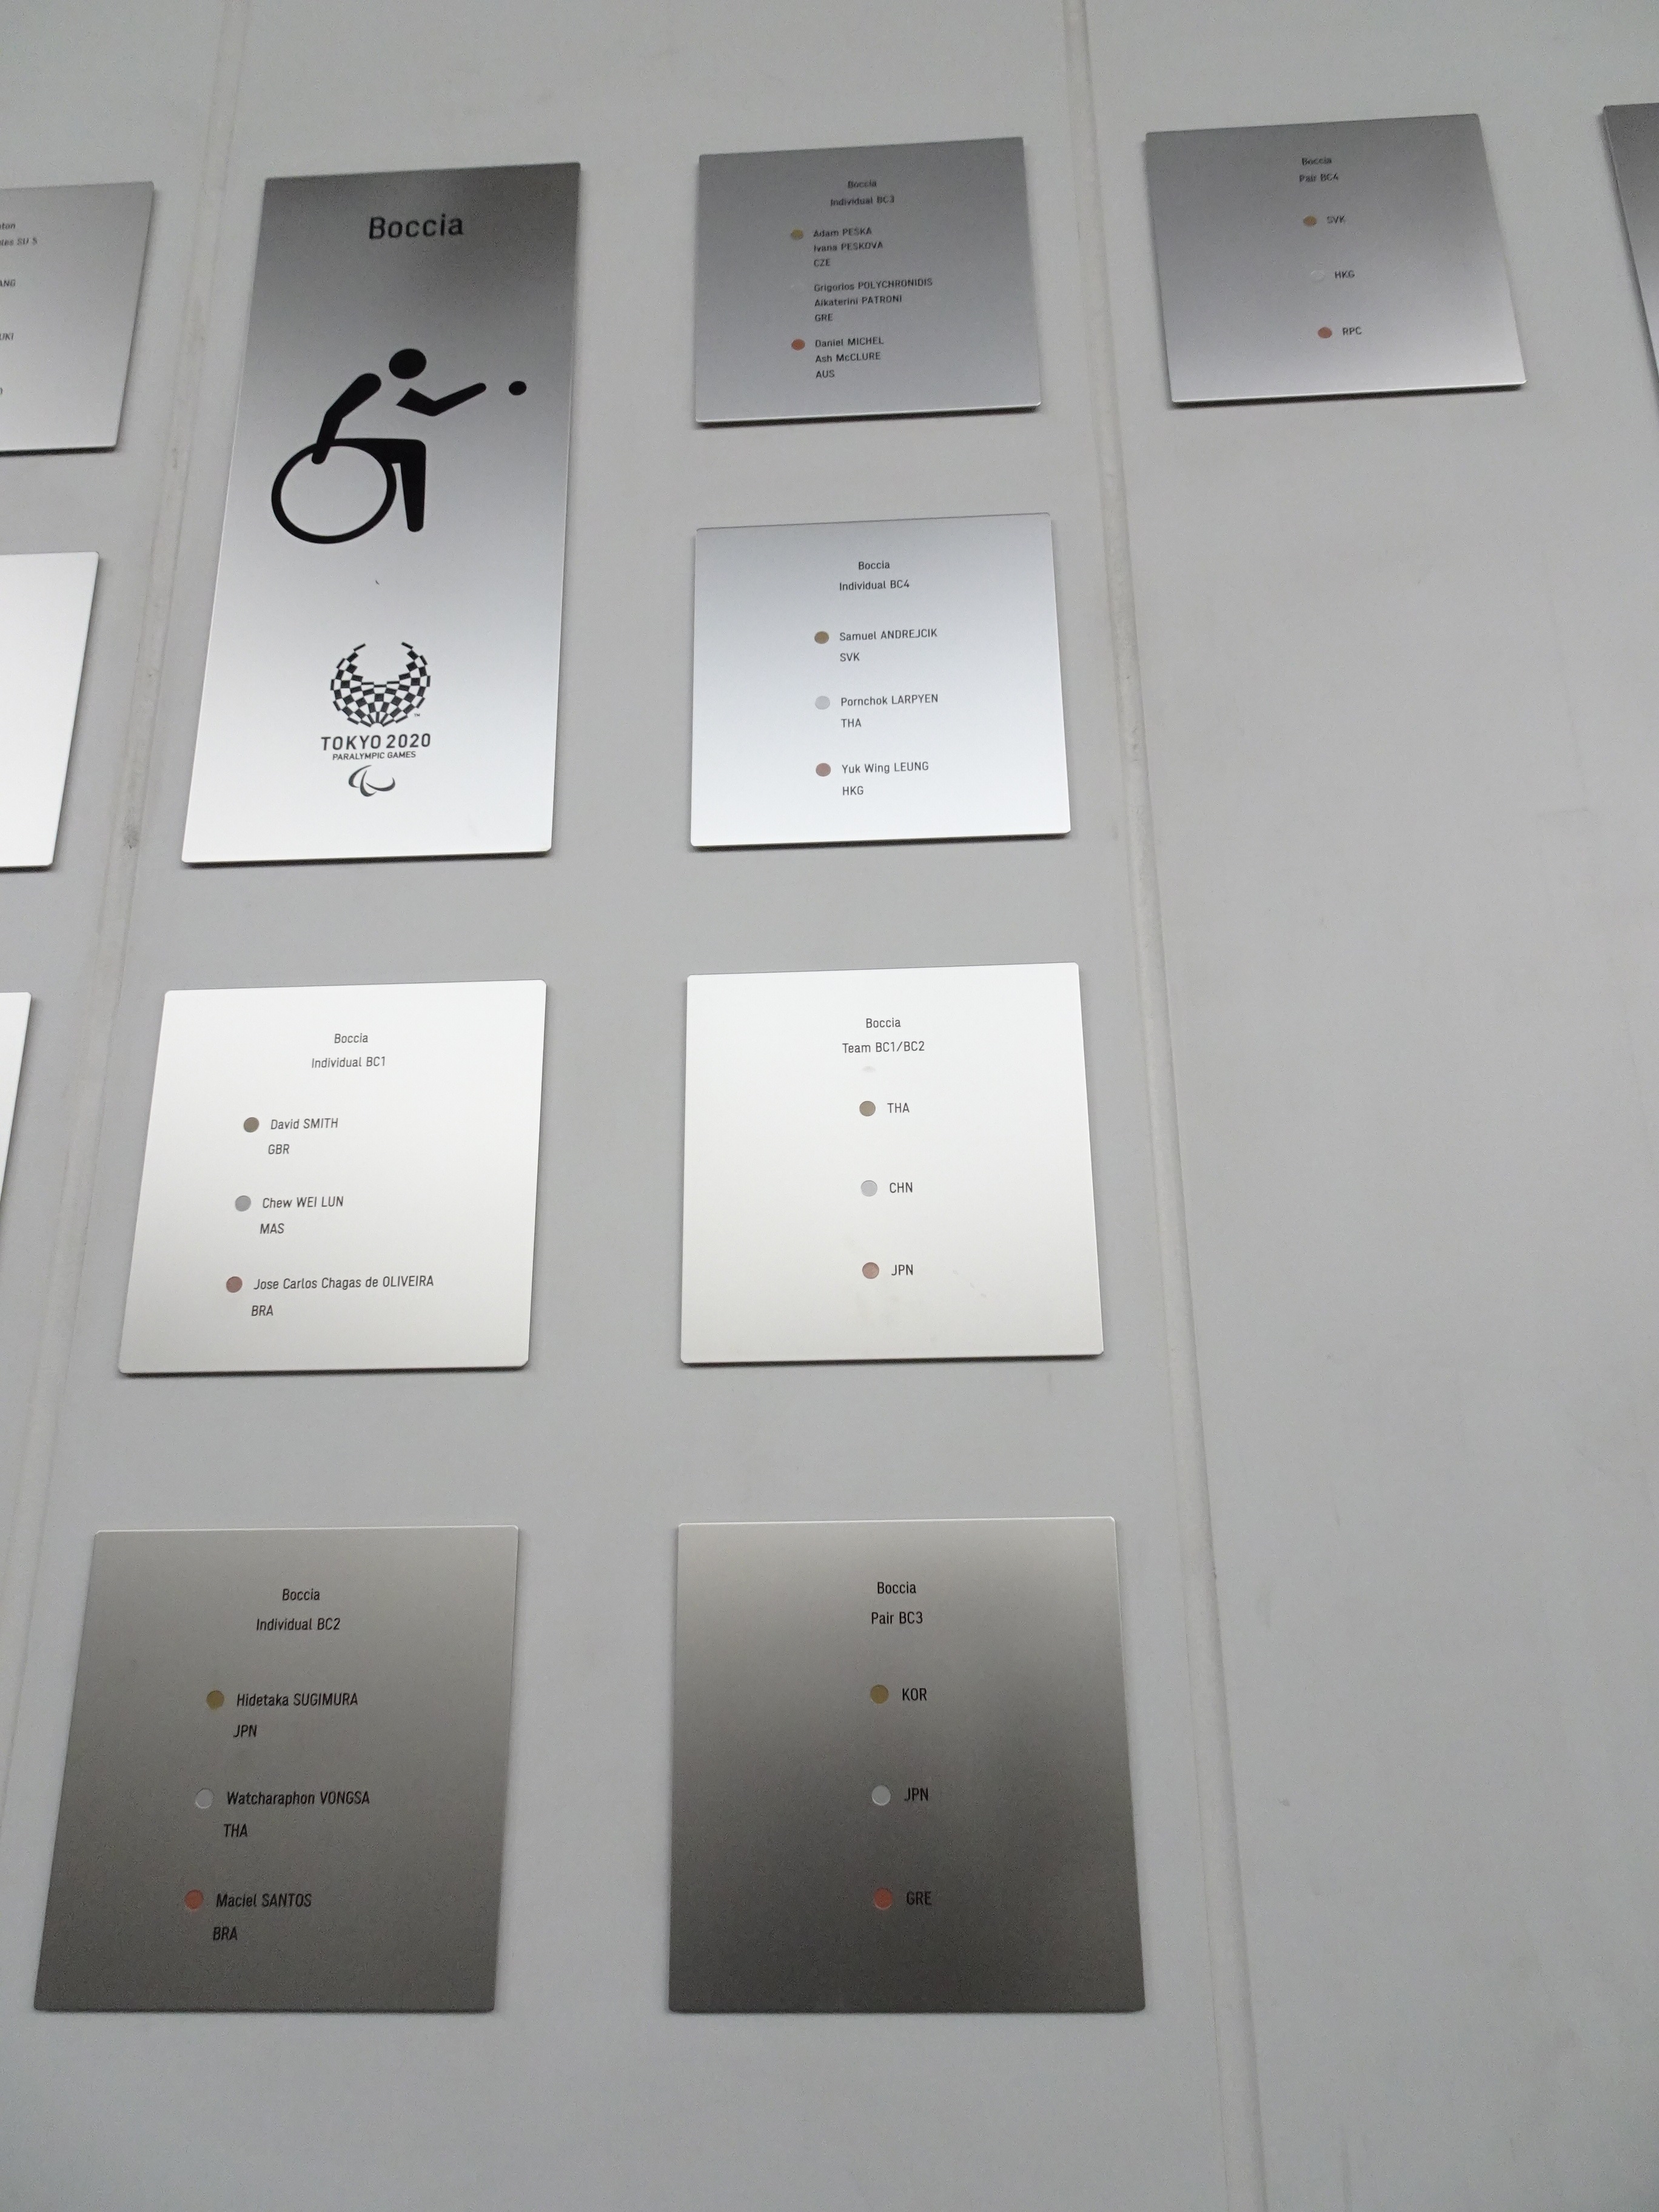 Boccia
TOKYO 2020
PARALYMPIC GAMES
Boccia
Individual BC1
David SMITH
GBR
Chew WEI LUN
MAS
Jose Carlos Chagas de OLIVEIRA
BRA
Boccia
Individual BC2
Hidetaka SUGIMURA
JPN
Watcharaphon VONGSA
THA
Maciel SANTOS
BRA
Boccia
Individual BC3
Adam PESKA
Ivana PESKOVA
CZE
Grigorios POLYCHRONIDIS
Aikaterini PATRONI
GRE
Daniel MICHEL
Ash McCLURE
AUS
Boccia
Individual BC4
Samuel ANDREJCIK
SVK
Pornchok LARPYEN
THA
Yuk Wing LEUNG
HKG
Boccia
Team BC1/BC2
THA
CHN
JPN
Boccia
Pair BC3
KOR
JPN
GRE
Boccia
Pair BC4
SVK
HKG
RPC